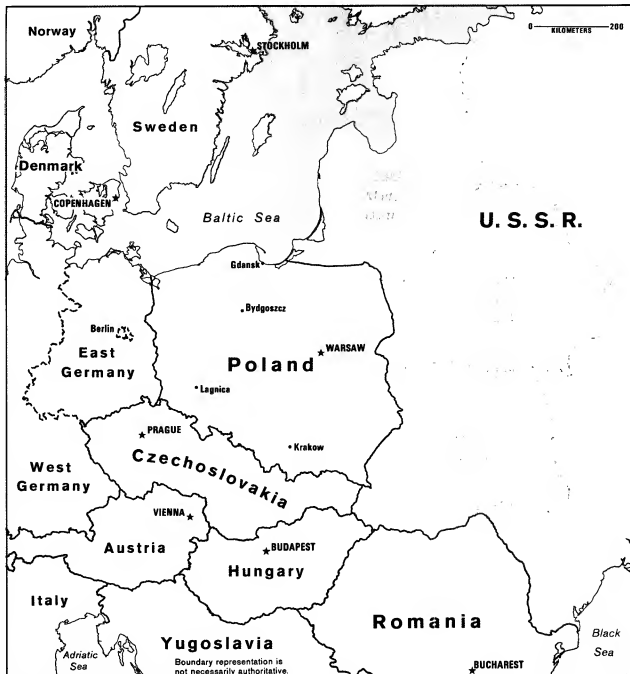 Norway
STOCKHOLM
0 KILOMETERS 200
Sweden
Denmark
COPENHAGEN
Baltic Sea
U. S. S. R.
Gdansk
Bydgoszcz
Berlin
East
Germany
Poland
WARSAW
Lagnica
PRAGUE
Krakow
Czechoslovakia
West
Germany
VIENNA
Austria
BUDAPEST
Hungary
Italy
Romania
Yugoslavia
Black
Sea
Adriatic
Sea
Boundary representation is
not necessarily authoritative.
BUCHAREST